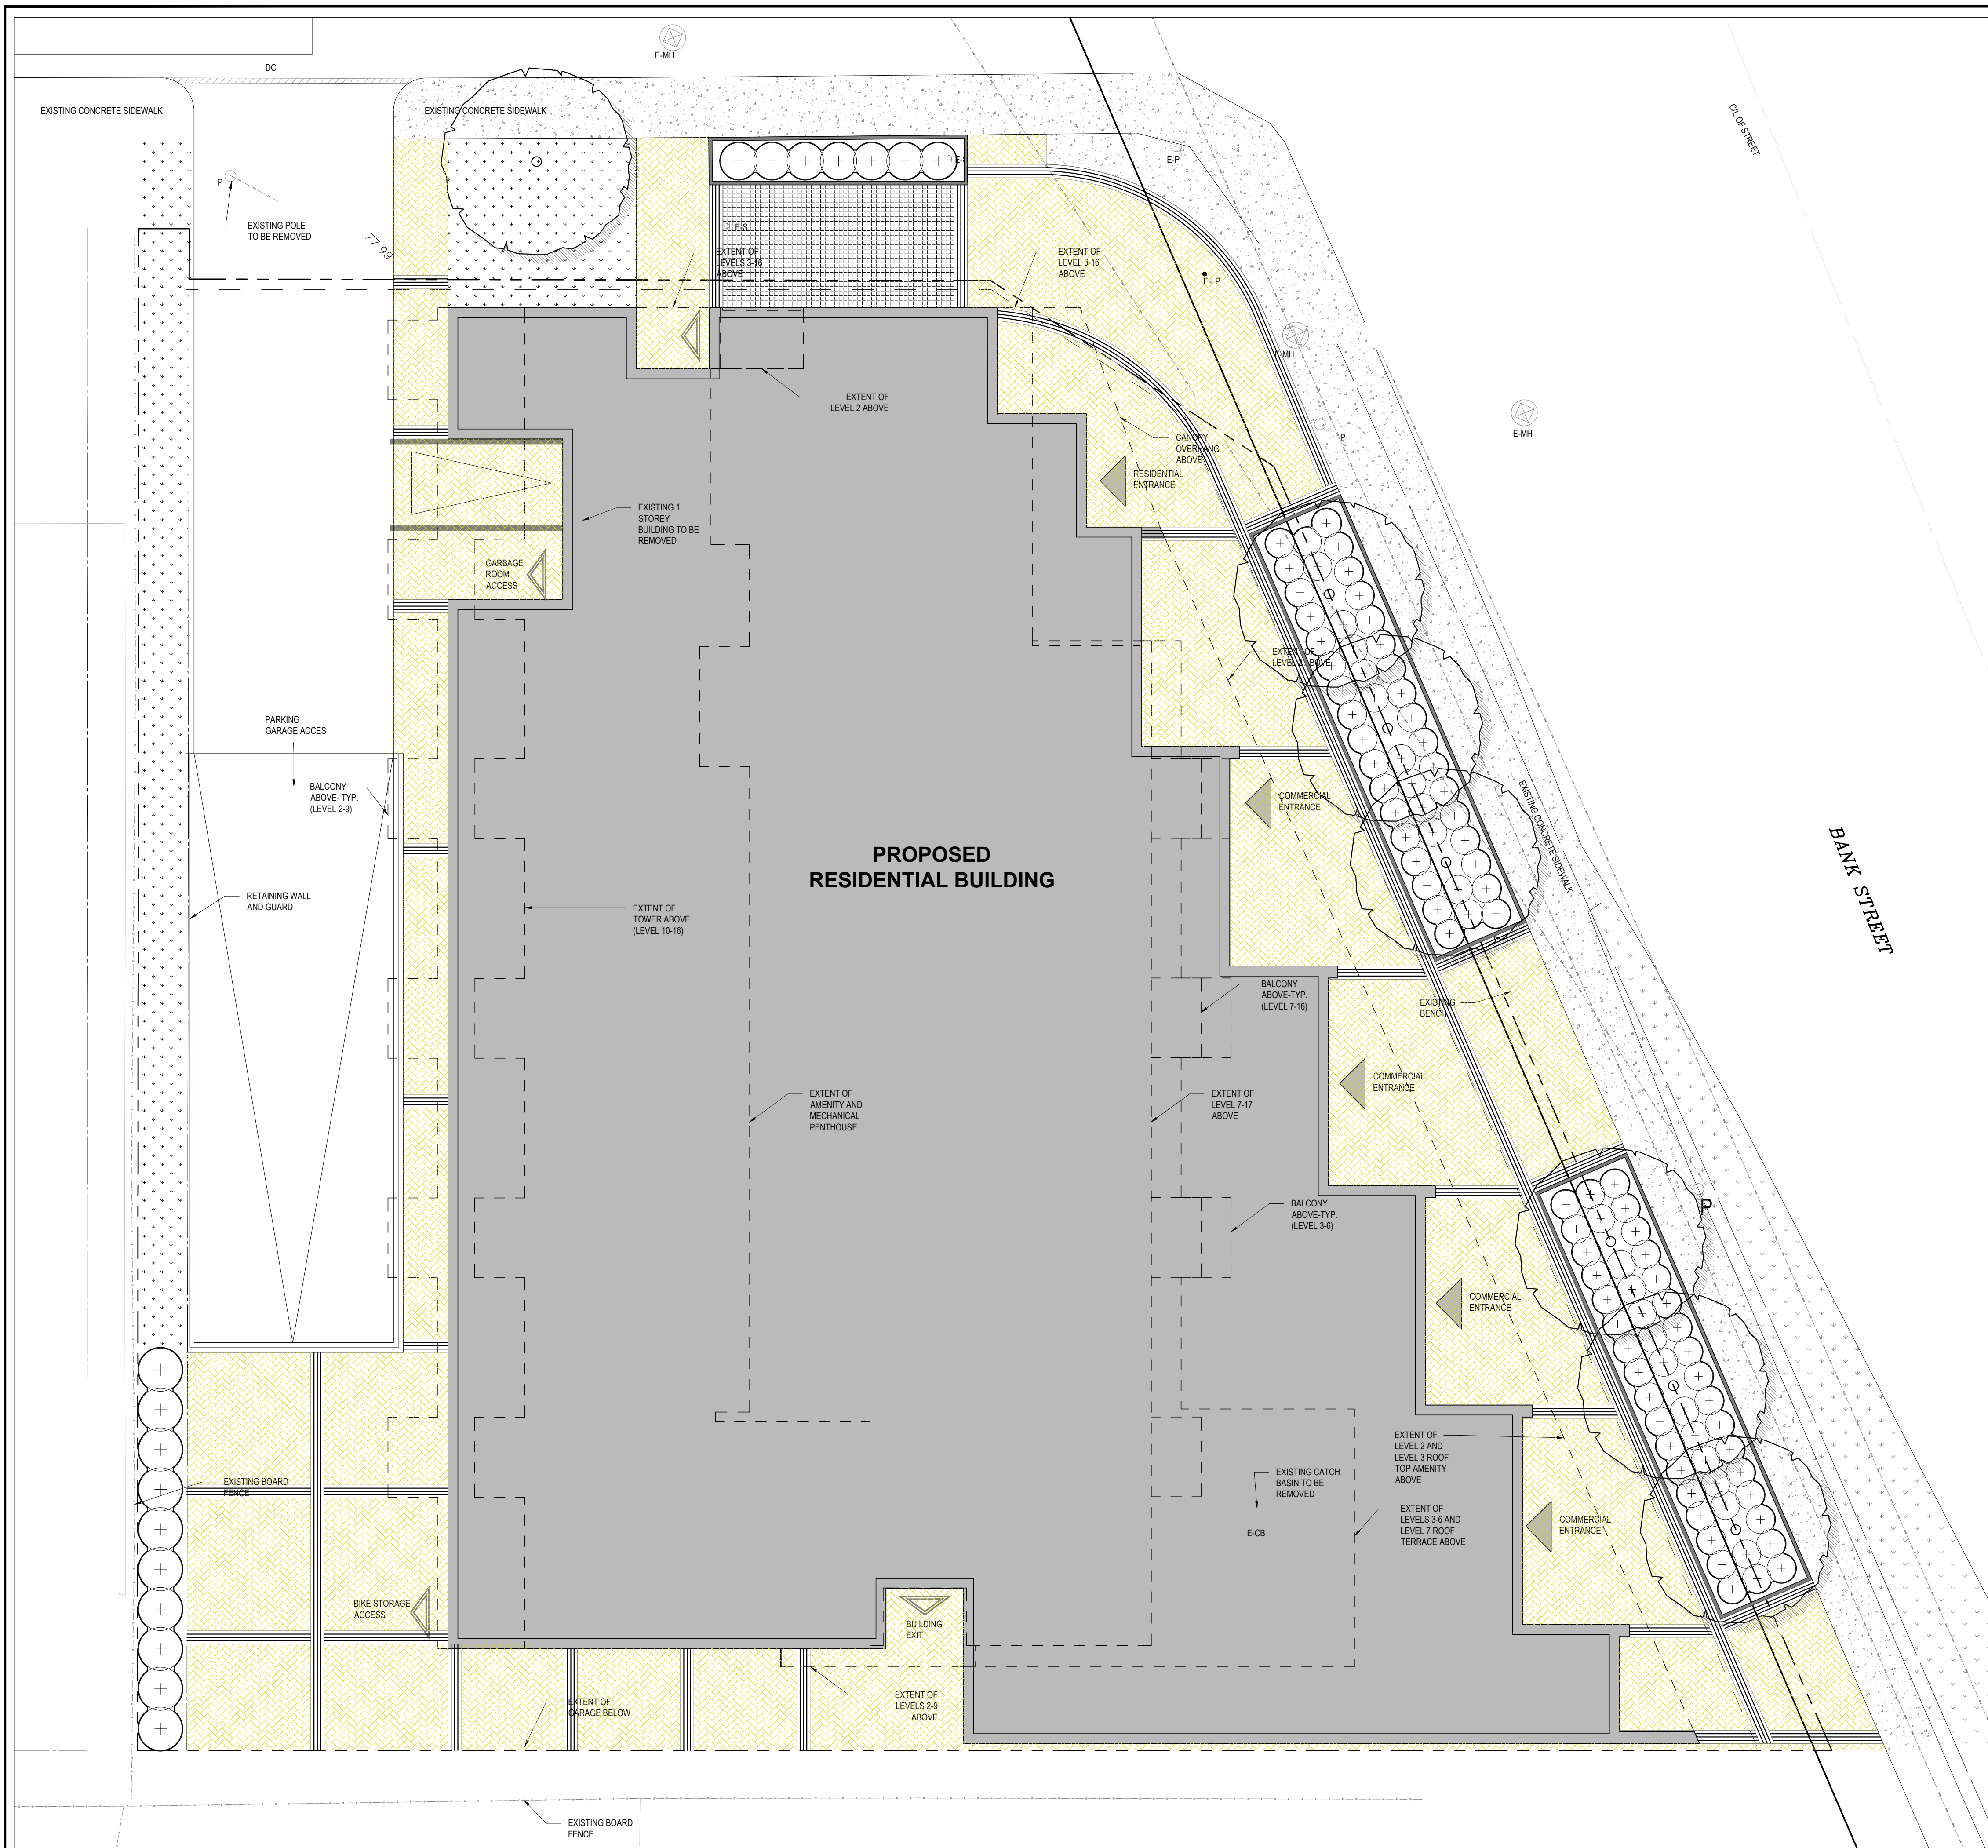 E-MH
DC
EXISTING CONCRETE SIDEWALK
EXISTING CONCRETE SIDEWALK
C/L OF STREET
E-S
E-P
P
EXISTING POLE
TO BE REMOVED
77.99
E-S
EXTENT OF
LEVELS 3-16
ABOVE
EXTENT OF
LEVEL 3-16
ABOVE
E-LP
E-MH
EXTENT OF
LEVEL 2 ABOVE
CANOPY
OVERHANG
ABOVE
P
E-MH
RESIDENTIAL
ENTRANCE
EXISTING 1
STOREY
BUILDING TO BE
REMOVED
GARBAGE
ROOM
ACCESS
EXTENT OF
LEVEL 2 ABOVE
PARKING
GARAGE ACCES
BALCONY
ABOVE- TYP.
(LEVEL 2-9)
COMMERCIAL
ENTRANCE
EXISTING CONCRETE SIDEWALK
BANK STREET
PROPOSED
RESIDENTIAL BUILDING
RETAINING WALL
AND GUARD
EXTENT OF
TOWER ABOVE
(LEVEL 10-16)
BALCONY
ABOVE-TYP.
(LEVEL 7-16)
EXISTING
BENCH
COMMERCIAL
ENTRANCE
EXTENT OF
AMENITY AND
MECHANICAL
PENTHOUSE
EXTENT OF
LEVEL 7-17
ABOVE
BALCONY
ABOVE-TYP.
(LEVEL 3-6)
P
COMMERCIAL
ENTRANCE
EXTENT OF
LEVEL 2 AND
LEVEL 3 ROOF
TOP AMENITY
ABOVE
EXISTING BOARD
FENCE
EXISTING CATCH
BASIN TO BE
REMOVED
E-CB
EXTENT OF
LEVELS 3-6 AND
LEVEL 7 ROOF
TERRACE ABOVE
COMMERCIAL
ENTRANCE
BIKE STORAGE
ACCESS
BUILDING
EXIT
EXTENT OF
GARAGE BELOW
EXTENT OF
LEVELS 2-9
ABOVE
EXISTING BOARD
FENCE